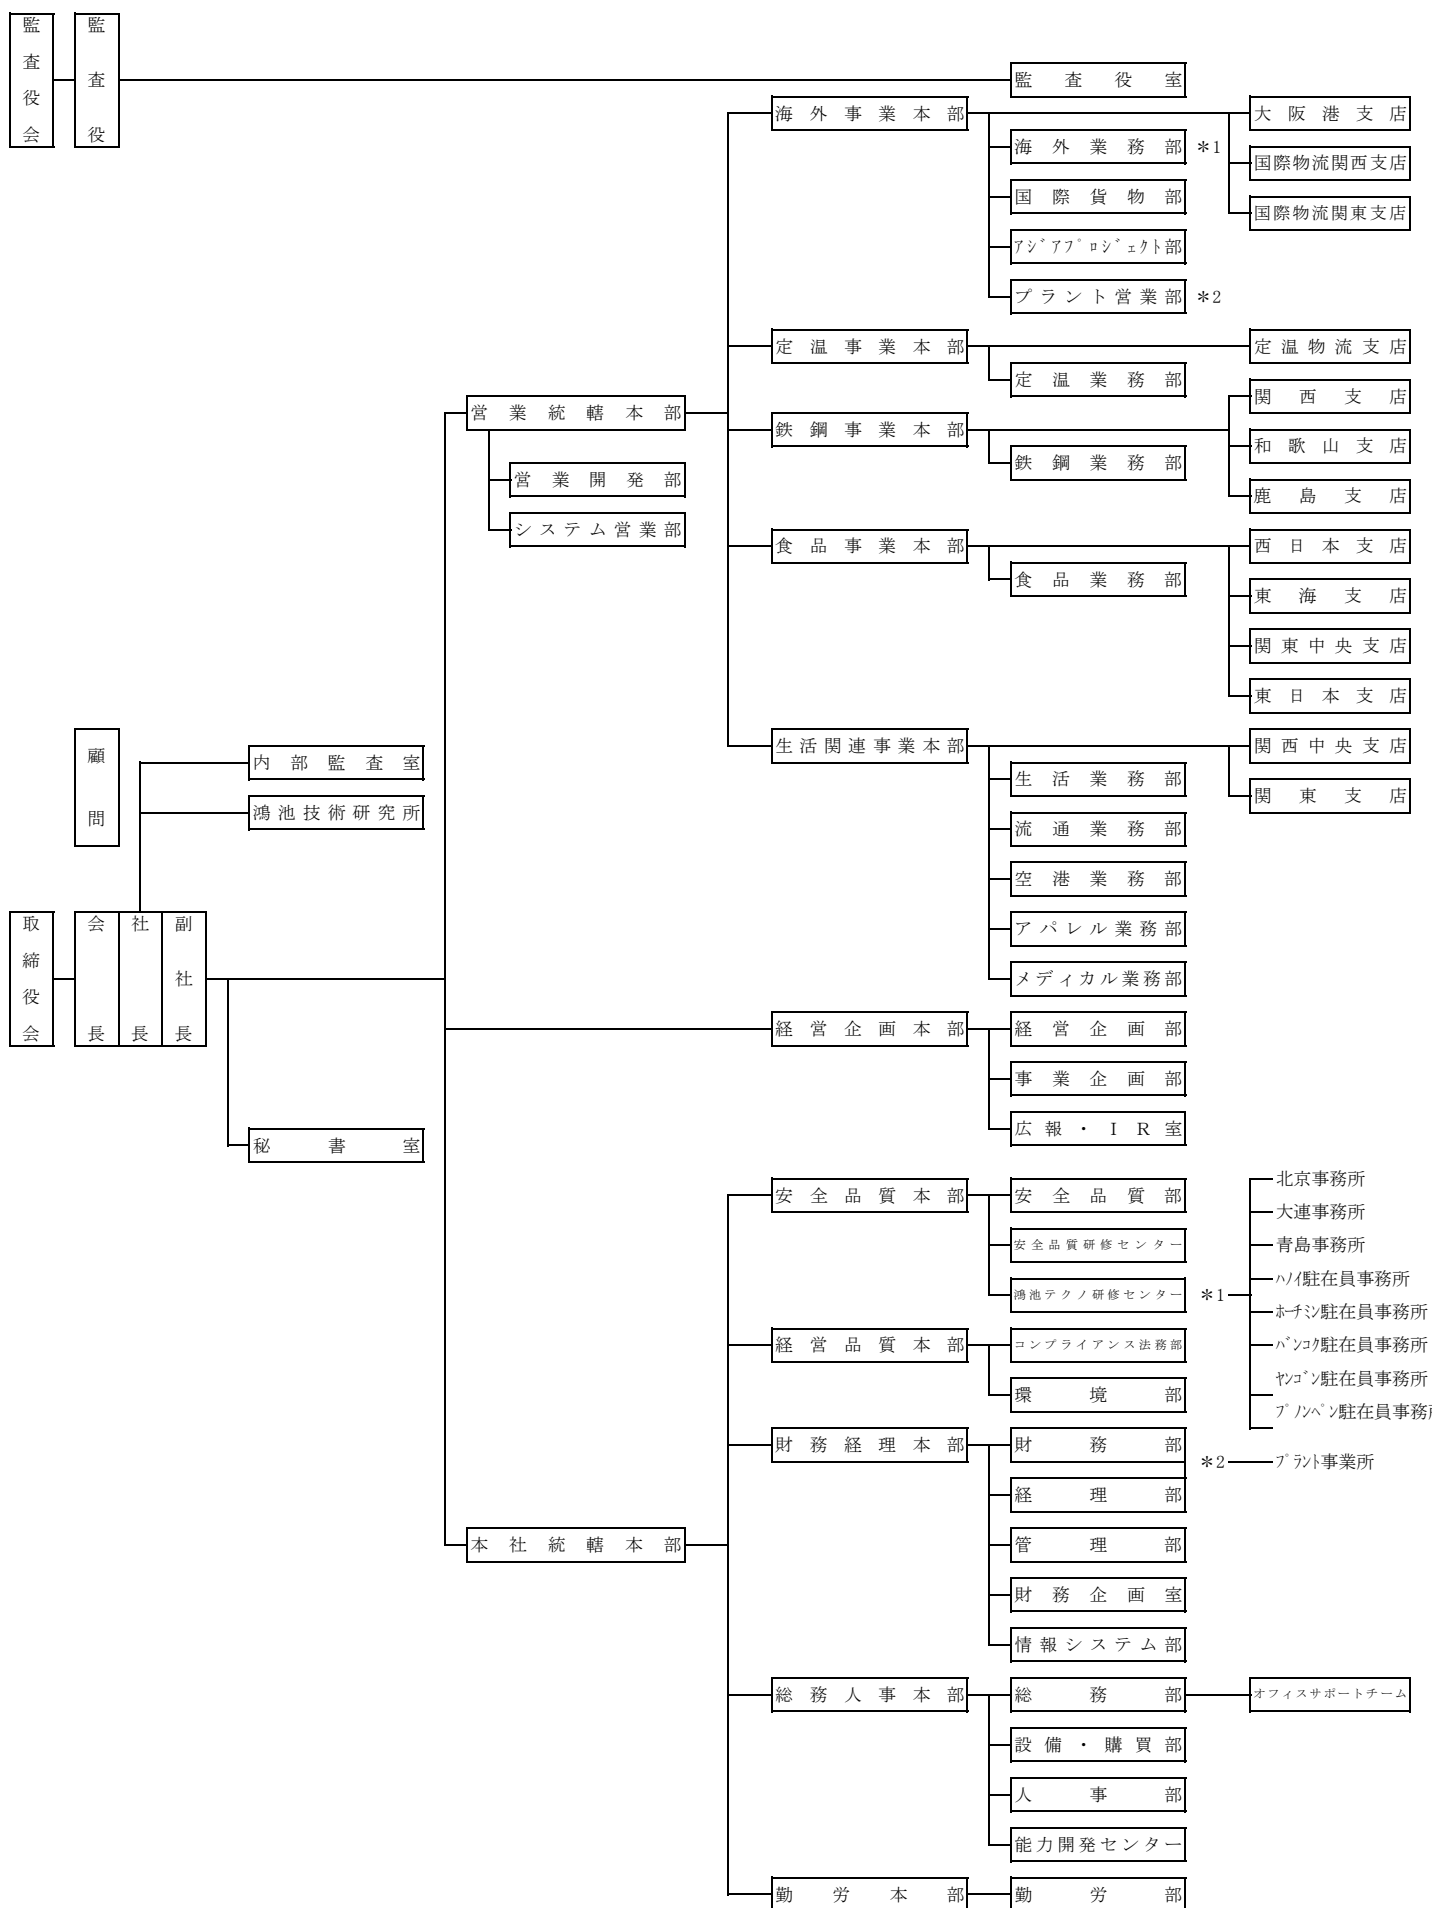 監査役会
監査役
監査役室
海外事業本部
大阪港支店
海外業務部 *1
国際物流関西支店
国際貨物部
国際物流関東支店
ｱｼﾞｱﾌﾟﾛｼﾞｪｸﾄ部
プラント営業部 *2
定温事業本部
定温物流支店
定温業務部
関西支店
営業統轄本部
鉄鋼事業本部
和歌山支店
鉄鋼業務部
営業開発部
鹿島支店
システム営業部
食品事業本部
西日本支店
食品業務部
東海支店
関東中央支店
東日本支店
顧問
内部監査室
生活関連事業本部
関西中央支店
生活業務部
関東支店
鴻池技術研究所
流通業務部
空港業務部
アパレル業務部
取締役会
会長
社長
副社長
メディカル業務部
経営企画本部
経営企画部
事業企画部
広報・ＩＲ室
秘書室
安全品質本部
安全品質部
安全品質研修センター
鴻池テクノ研修センター
*1
北京事務所
大連事務所
青島事務所
ﾊﾉｲ駐在員事務所
ﾎｰﾁﾐﾝ駐在員事務所
ﾊﾞﾝｺｸ駐在員事務所
ﾔﾝｺﾞﾝ駐在員事務所
ﾌﾟﾉﾝﾍﾟﾝ駐在員事務
経営品質本部
コンプライアンス法務部
環境部
財務経理本部
財務部
*2
ﾌﾟﾗﾝﾄ事業所
経理部
本社統轄本部
管理部
財務企画室
情報システム部
総務人事本部
総務部
オフィスサポートチーム
設備・購買部
人事部
能力開発センター
勤労本部
勤労部